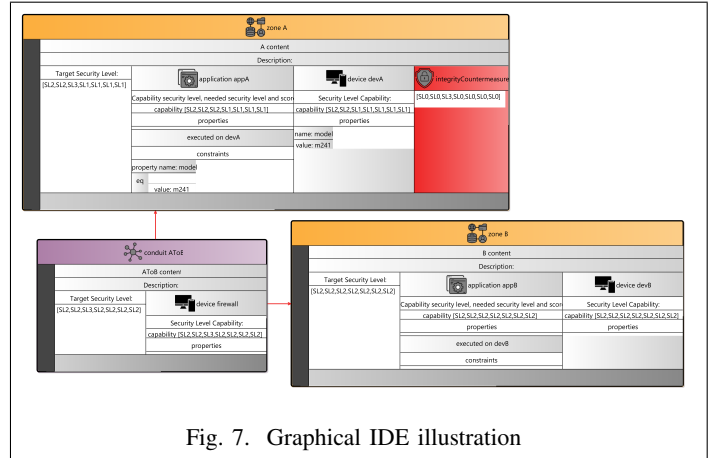 zone A
A content
Description:
Target Security Level:
[SL2,SL2,SL3,SL1,SL1,SL1,SL1]
application appA
Capability security level, needed security level and scor
capability [SL2,SL2,SL2,SL1,SL1,SL1,SL1]
properties
executed on devA
constraints
property name: model
eq
value: m241
device devA
Security Level Capability:
capability [SL2,SL2,SL1,SL1,SL1,SL1,SL1]
properties
name: model
value: m241
integrityCountermeasure
[SL0,SL0,SL3,SL0,SL0,SL0,SL0]
conduit AToB
AToB content
Description:
Target Security Level:
[SL2,SL2,SL3,SL2,SL2,SL2,SL2]
device firewall
Security Level Capability:
capability [SL2,SL2,SL3,SL2,SL2,SL2,SL2]
properties
zone B
B content
Description:
Target Security Level:
[SL2,SL2,SL2,SL2,SL2,SL2,SL2]
application appB
Capability security level, needed security level and scor
capability [SL2,SL2,SL2,SL2,SL2,SL2,SL2]
properties
executed on devB
constraints
device devB
Security Level Capability:
capability [SL2,SL2,SL2,SL2,SL2,SL2,SL2]
properties
Fig. 7. Graphical IDE illustration